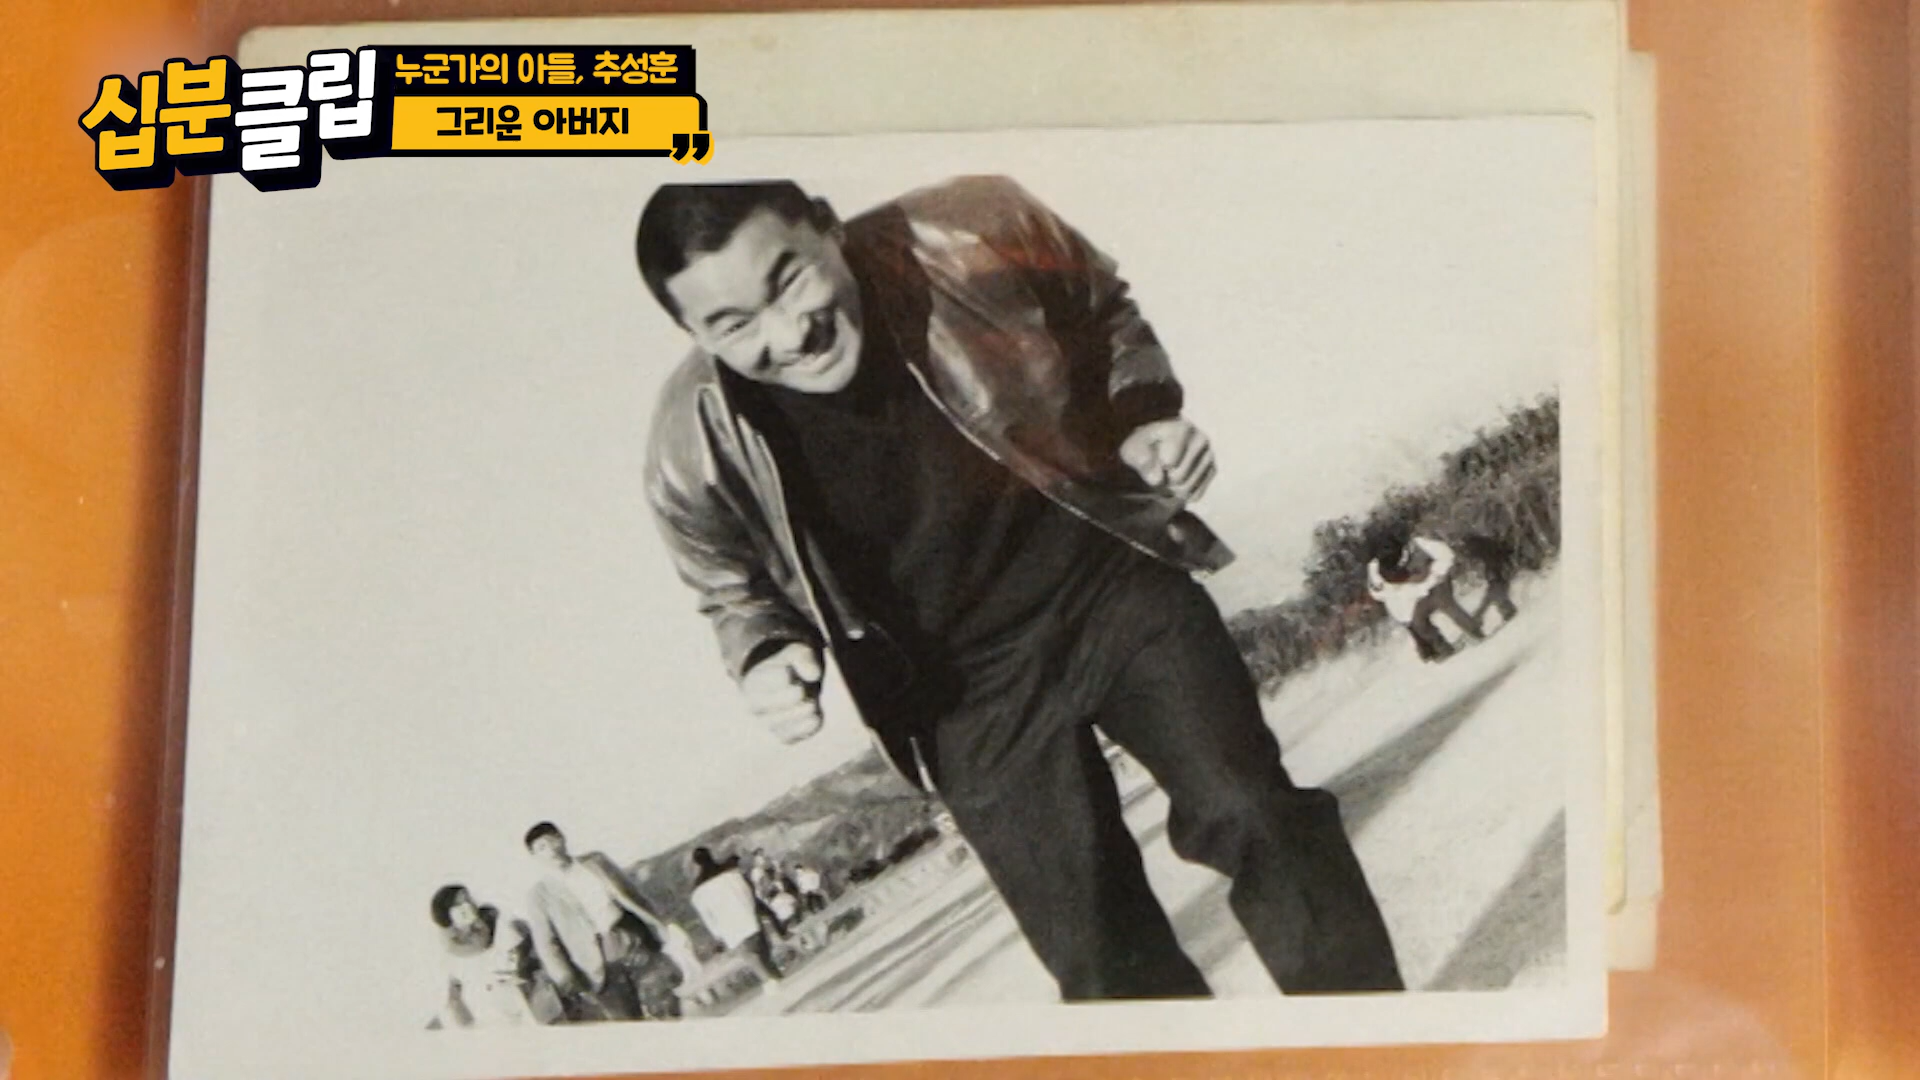 십분클립
누군가의 아들, 추성훈
그리운 아버지